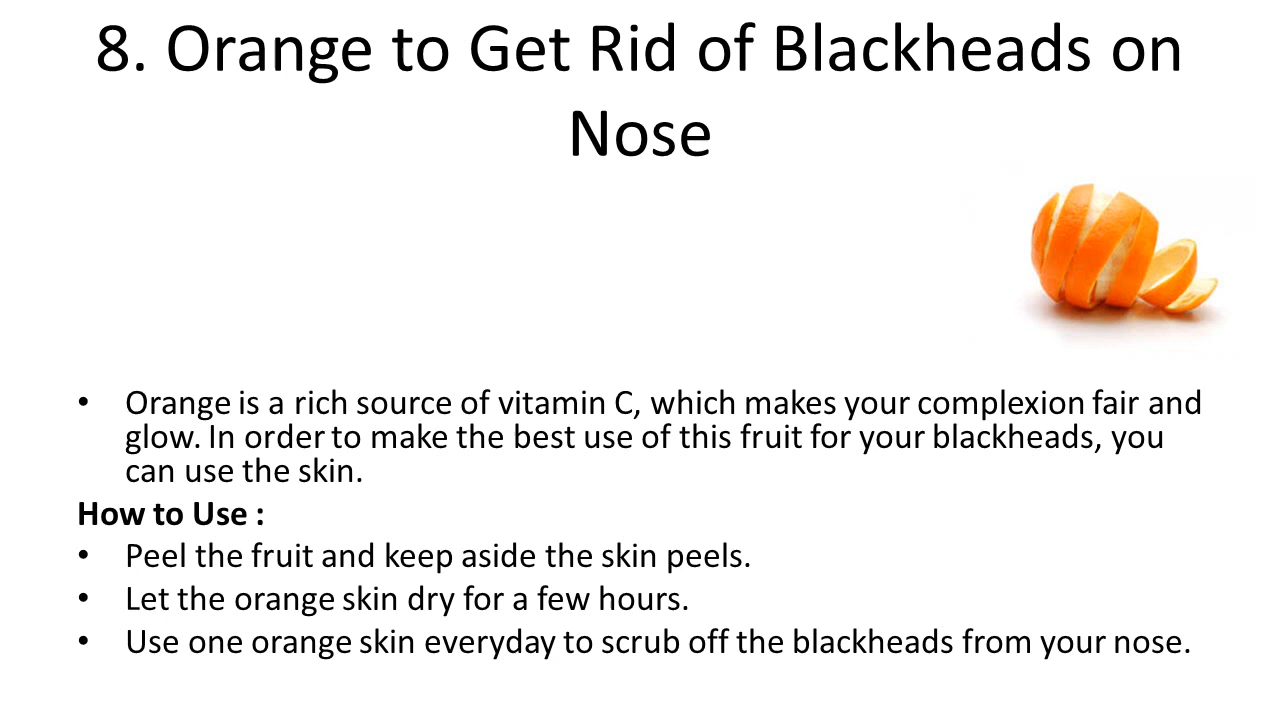 8. Orange to Get Rid of Blackheads on
Nose
• Orange is a rich source of vitamin C, which makes your complexion fair and
glow. In order to make the best use of this fruit for your blackheads, you
can use the skin.
How to Use :
• Peel the fruit and keep aside the skin peels.
• Let the orange skin dry for a few hours.
• Use one orange skin everyday to scrub off the blackheads from your nose.